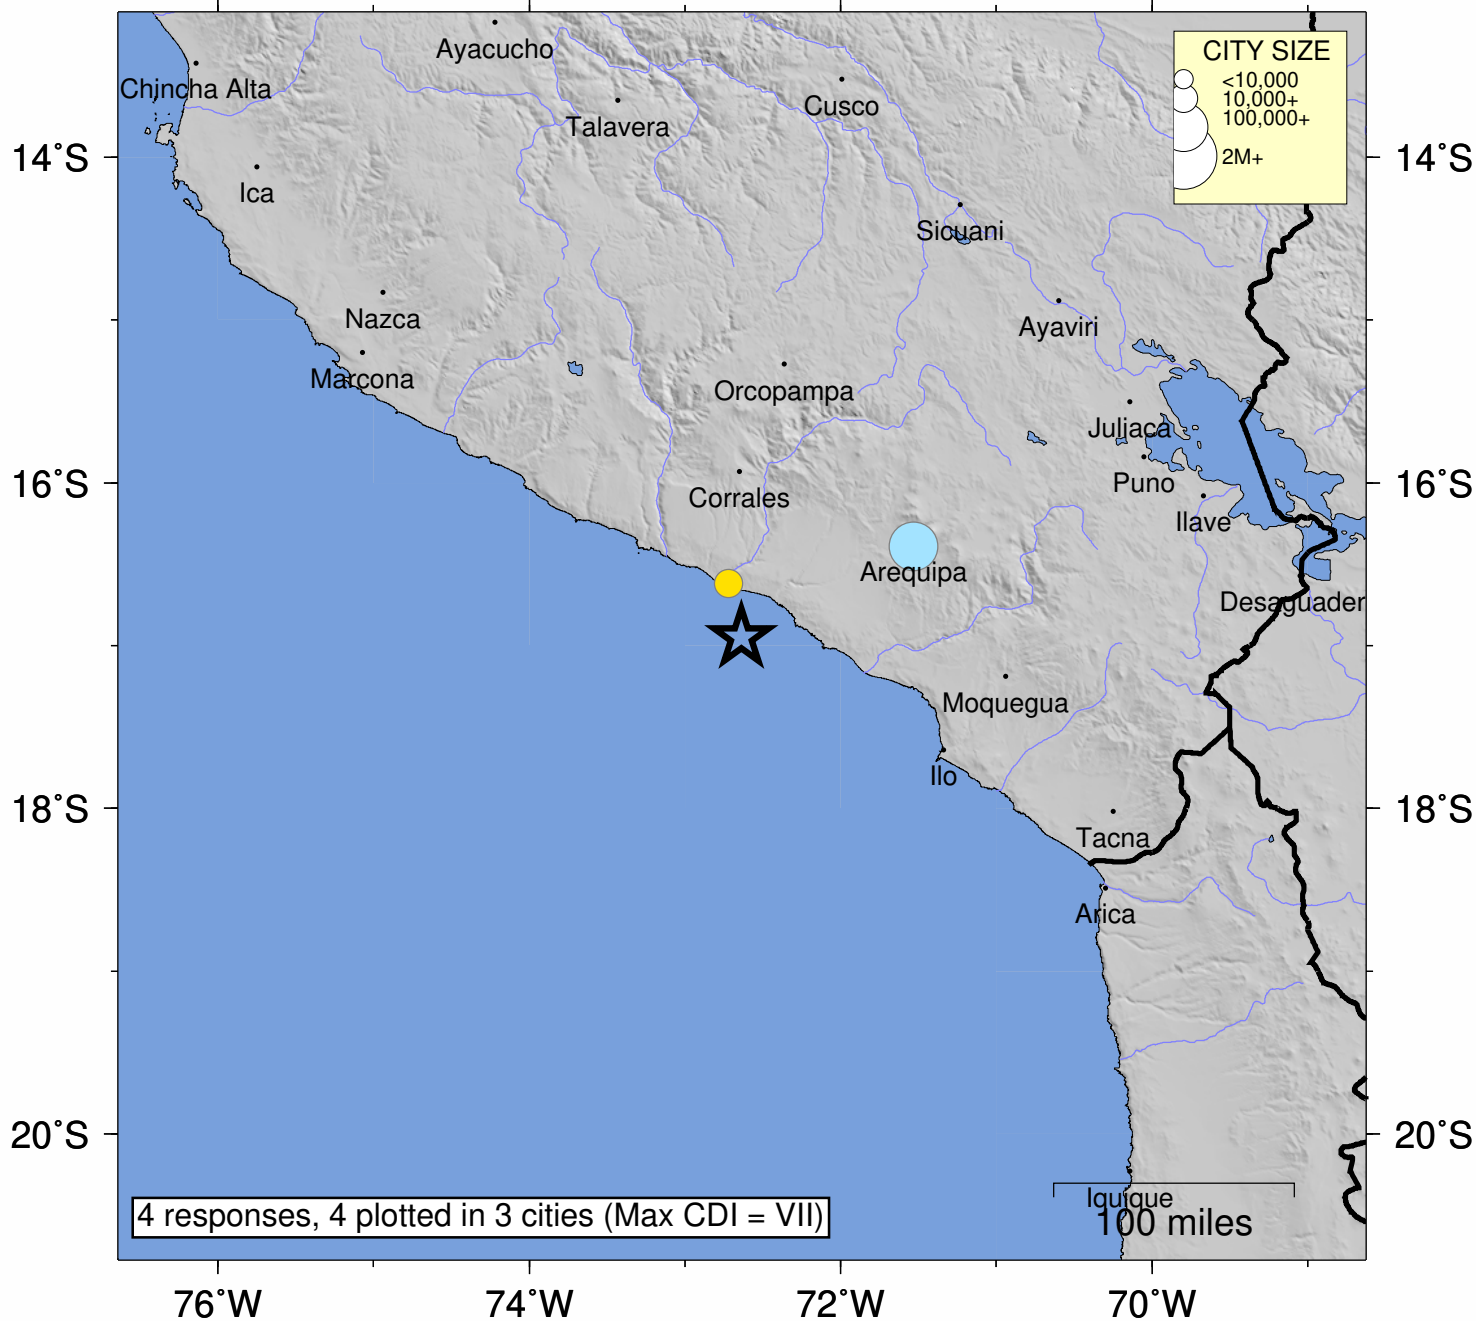 CITY SIZE
<10,000
10,000+
100,000+
2M+
Ayacucho
Chincha Alta
Cusco
Talavera
14˚S
14˚S
Ica
Sicuani
Nazca
Ayaviri
Marcona
Orcopampa
Juliaca
16˚S
16˚S
Puno
Corrales
Ilave
Arequipa
Desaguader
Moquegua
Ilo
18˚S
18˚S
Tacna
Arica
20˚S
20˚S
Iquique
4 responses, 4 plotted in 3 cities (Max CDI = VII)
100 miles
76˚W
74˚W
72˚W
70˚W